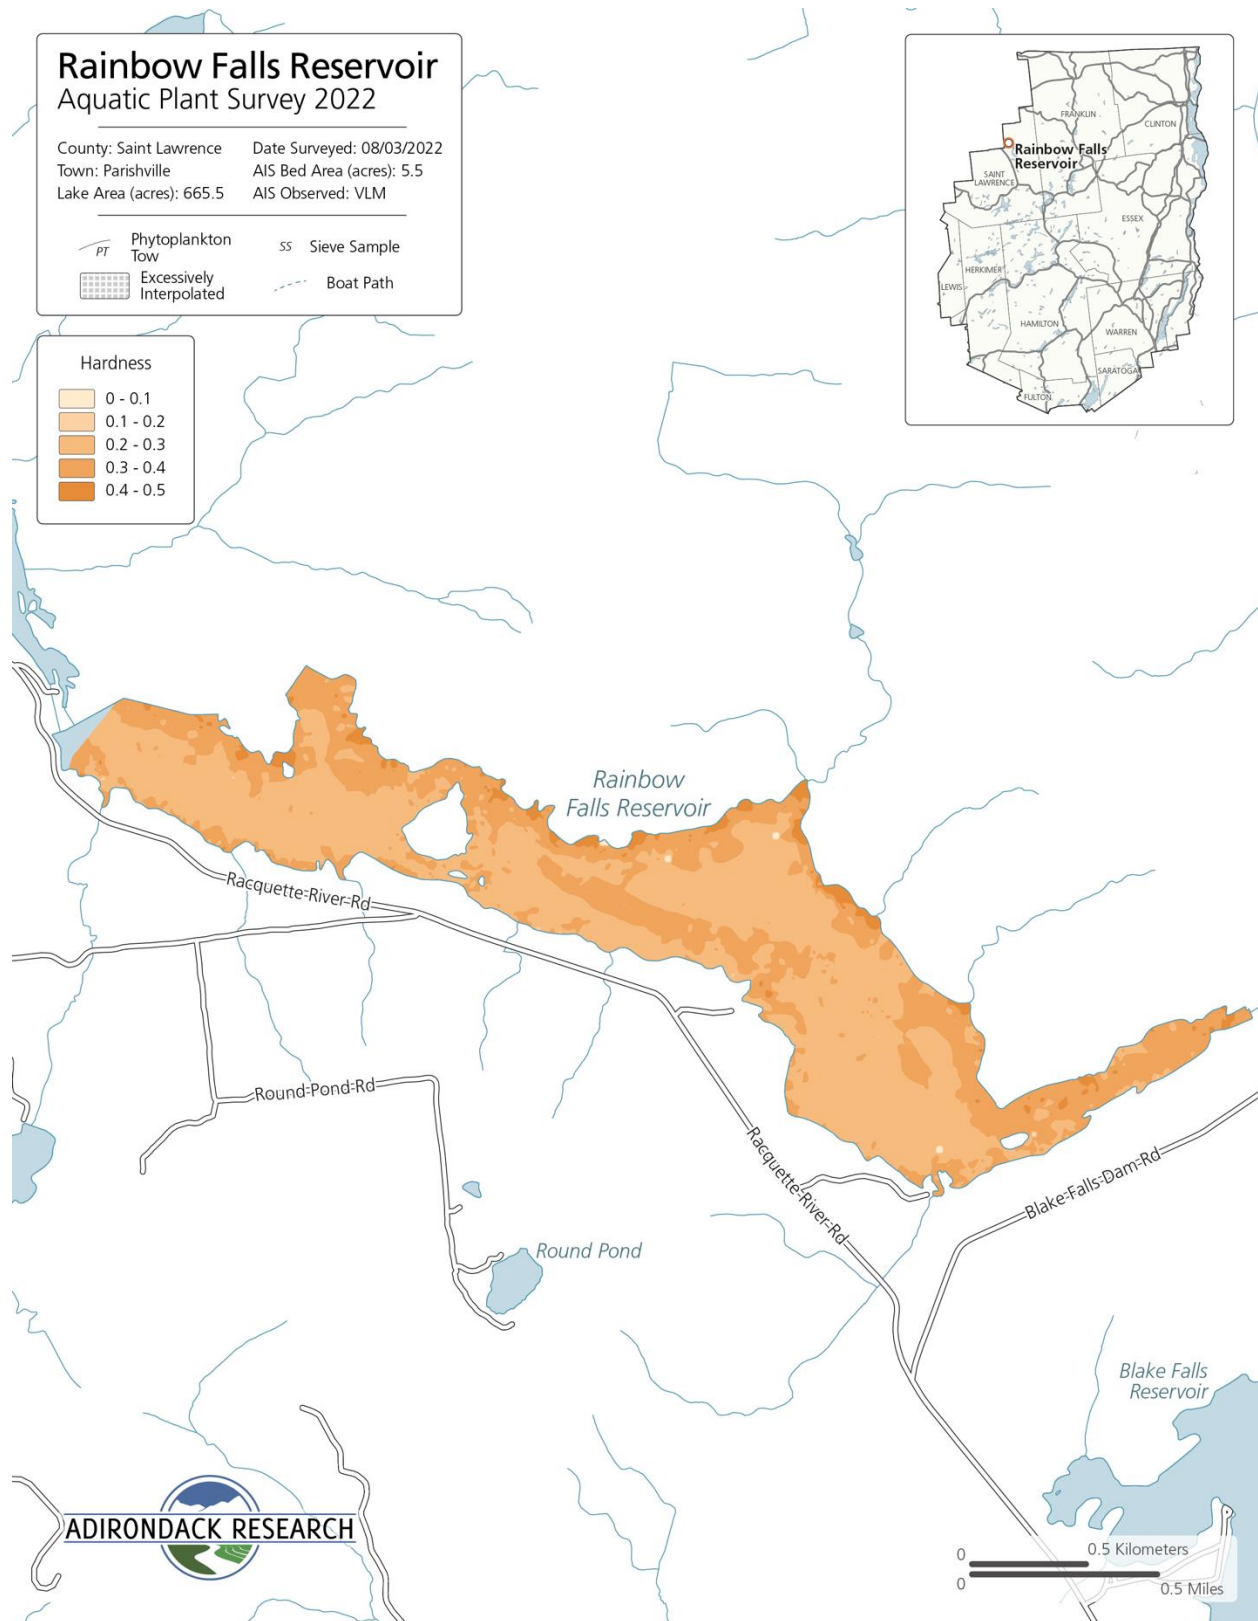 Rainbow Falls Reservoir
Aquatic Plant Survey 2022
County: Saint Lawrence
Town: Parishville
Lake Area (acres): 665.5
Date Surveyed: 08/03/2022
AIS Bed Area (acres): 5.5
AIS Observed: VLM
PT
Phytoplankton
Tow
SS
Sieve Sample
Excessively
Interpolated
Boat Path
Hardness
0 - 0.1
0.1 - 0.2
0.2 - 0.3
0.3 - 0.4
0.4 - 0.5
FRANKLIN
CLINTON
Rainbow Falls
Reservoir
SAINT
LAWRENCE
ESSEX
HERKIMER
LEWIS
HAMILTON
WARREN
SARATOGA
FULTON
Rainbow
Falls Reservoir
Racquette-River-Rd
Round-Pond-Rd
Racquette-River-Rd
Blake-Falls-Dam-Rd
Round Pond
Blake Falls
Reservoir
ADIRONDACK RESEARCH
0
0.5 Kilometers
0
0.5 Miles